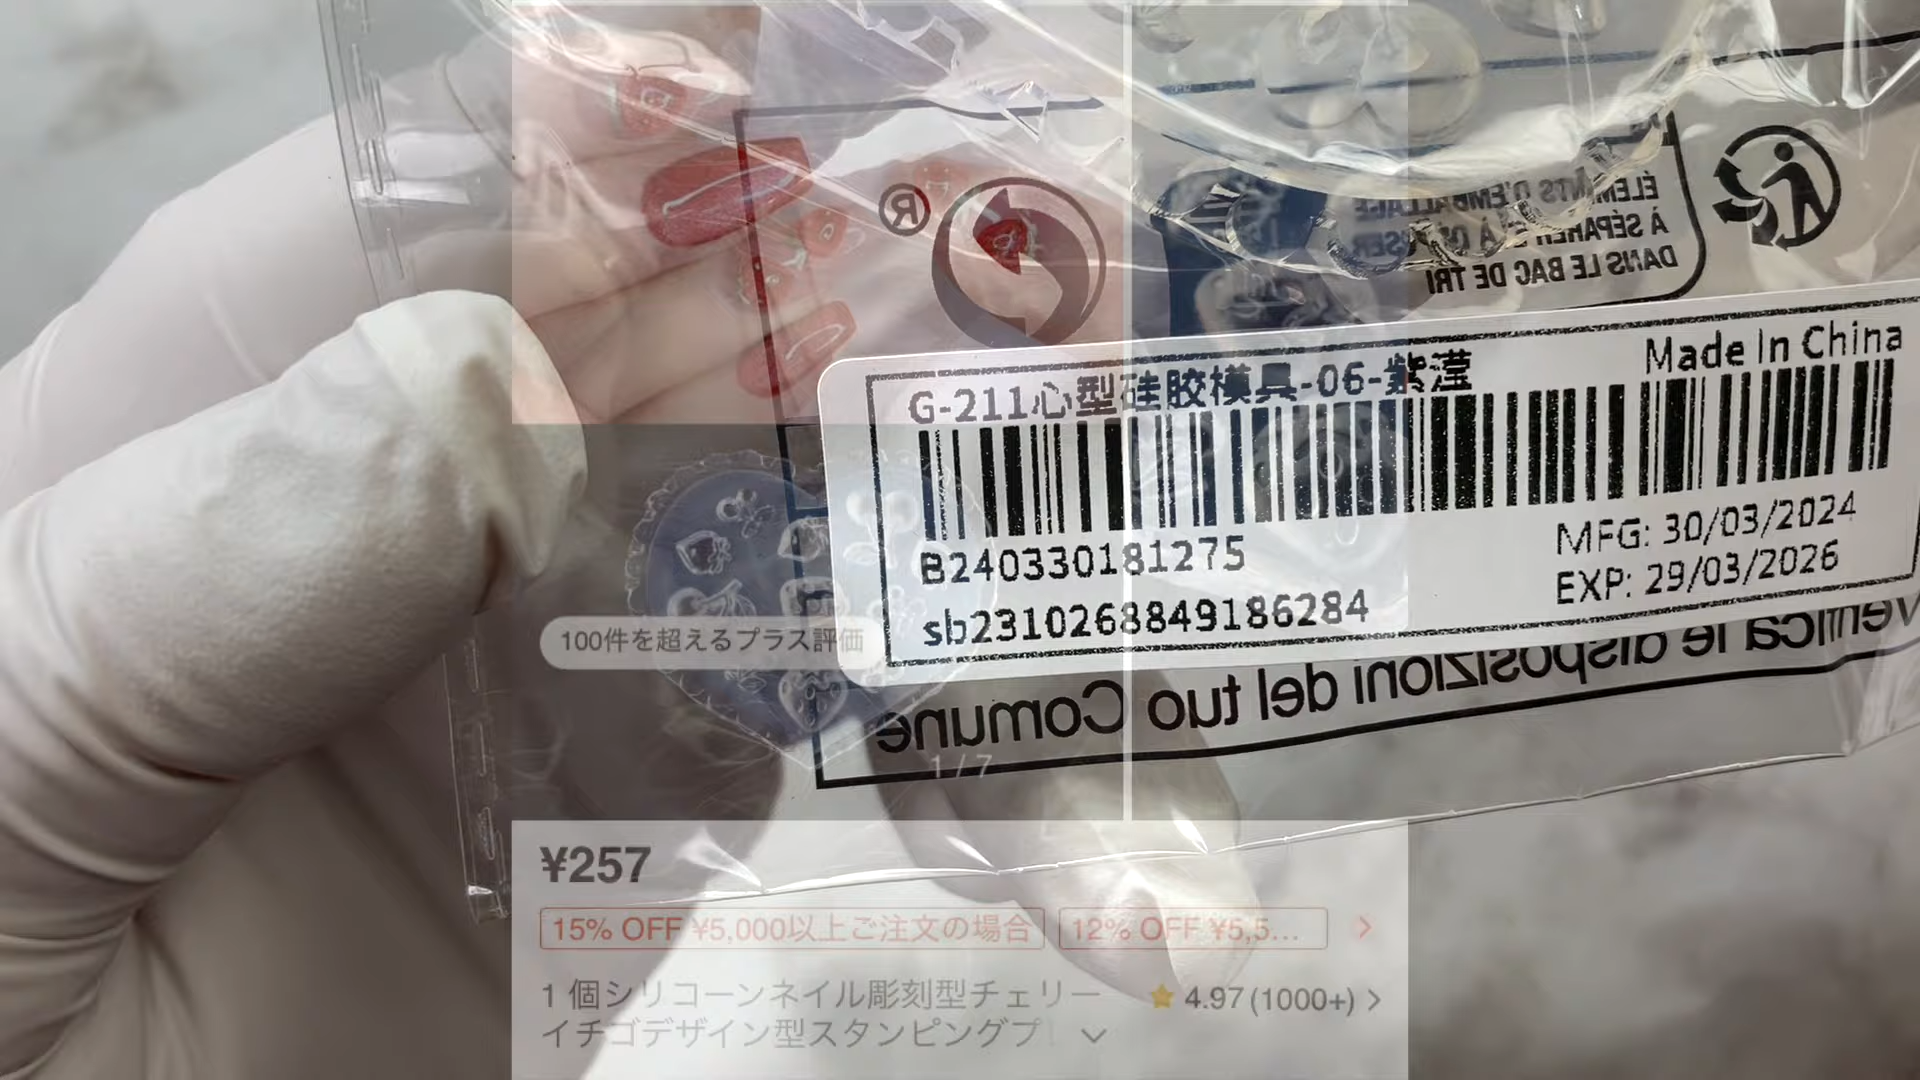 ®
ÉLÉMENTS D'EMBALLAGE
À SÉPARER ET À DÉPOSER
DANS LE BAC DE TRI
Made In China
G-211心型硅胶模具-06-紫滢
B240330181275
MFG: 30/03/2024
EXP: 29/03/2026
sb2310268849186284
Verifica le disposizioni del tuo Comune
100件を超えるプラス評価
1/7
¥257
15% OFF ¥5,000以上ご注文の場合
12% OFF ¥5,5...
1 個シリコーンネイル彫刻型チェリー
イチゴデザイン型スタンピングプ
4.97 (1000+)